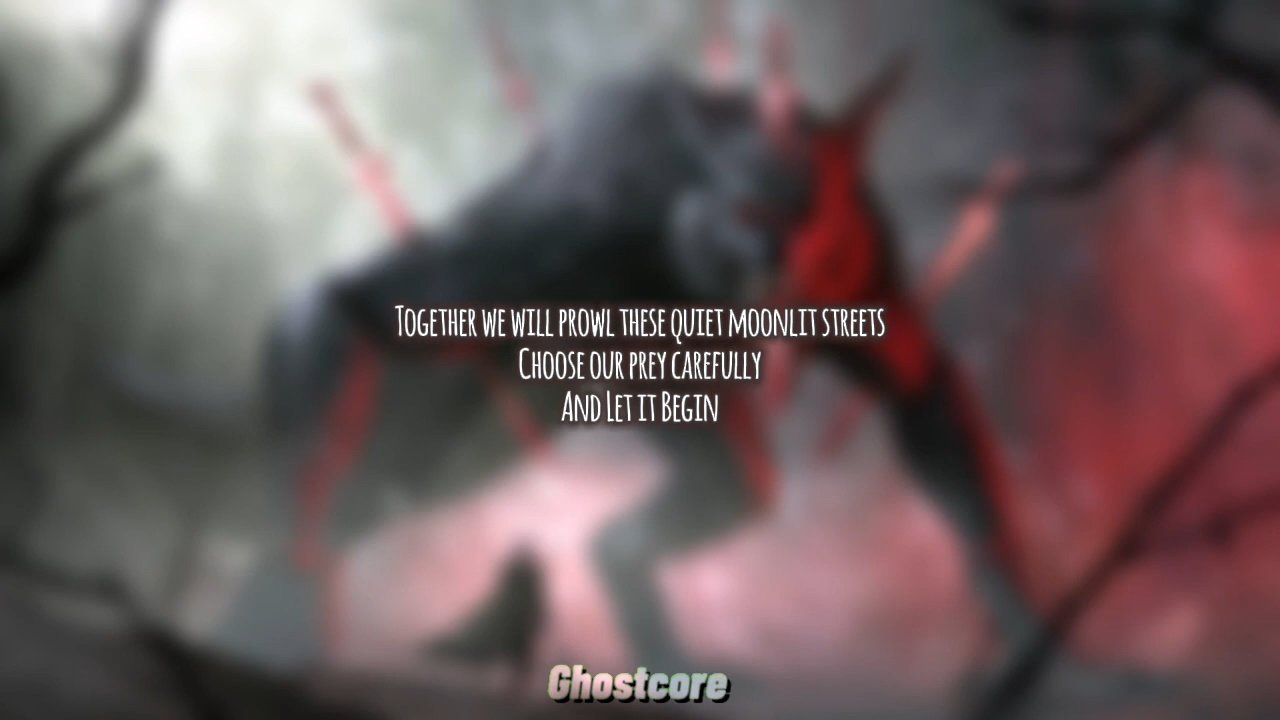 Together we will prowl these quiet moonlit streets
Choose our prey carefully
And Let it Begin
Ghostcore